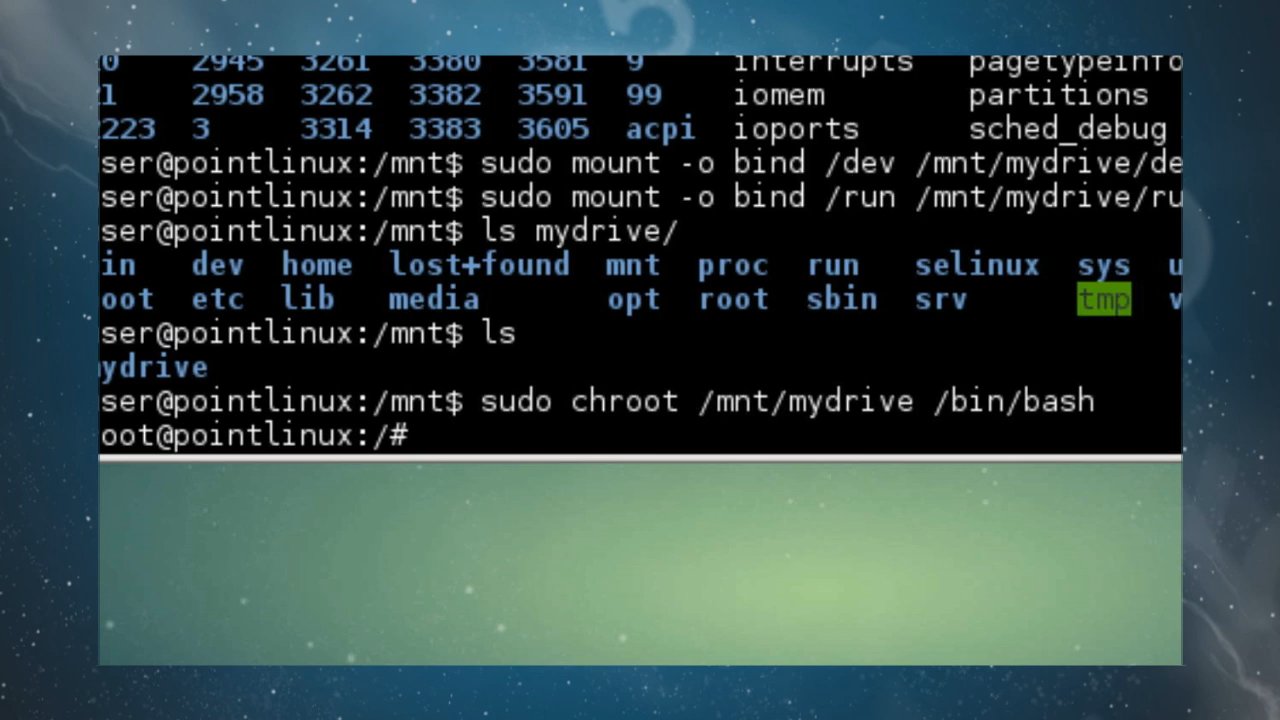 0 2945 3261 3380 3581 9 interrupts pagetypeinfo
1 2958 3262 3382 3591 99 iomem partitions
223 3 3314 3383 3605 acpi ioports sched_debug
ser@pointlinux:/mnt$ sudo mount -o bind /dev /mnt/mydrive/de
ser@pointlinux:/mnt$ sudo mount -o bind /run /mnt/mydrive/ru
ser@pointlinux:/mnt$ ls mydrive/
in dev home lost+found mnt proc run selinux sys u
oot etc lib media opt root sbin srv tmp v
ser@pointlinux:/mnt$ ls
ydrive
ser@pointlinux:/mnt$ sudo chroot /mnt/mydrive /bin/bash
oot@pointlinux:/#